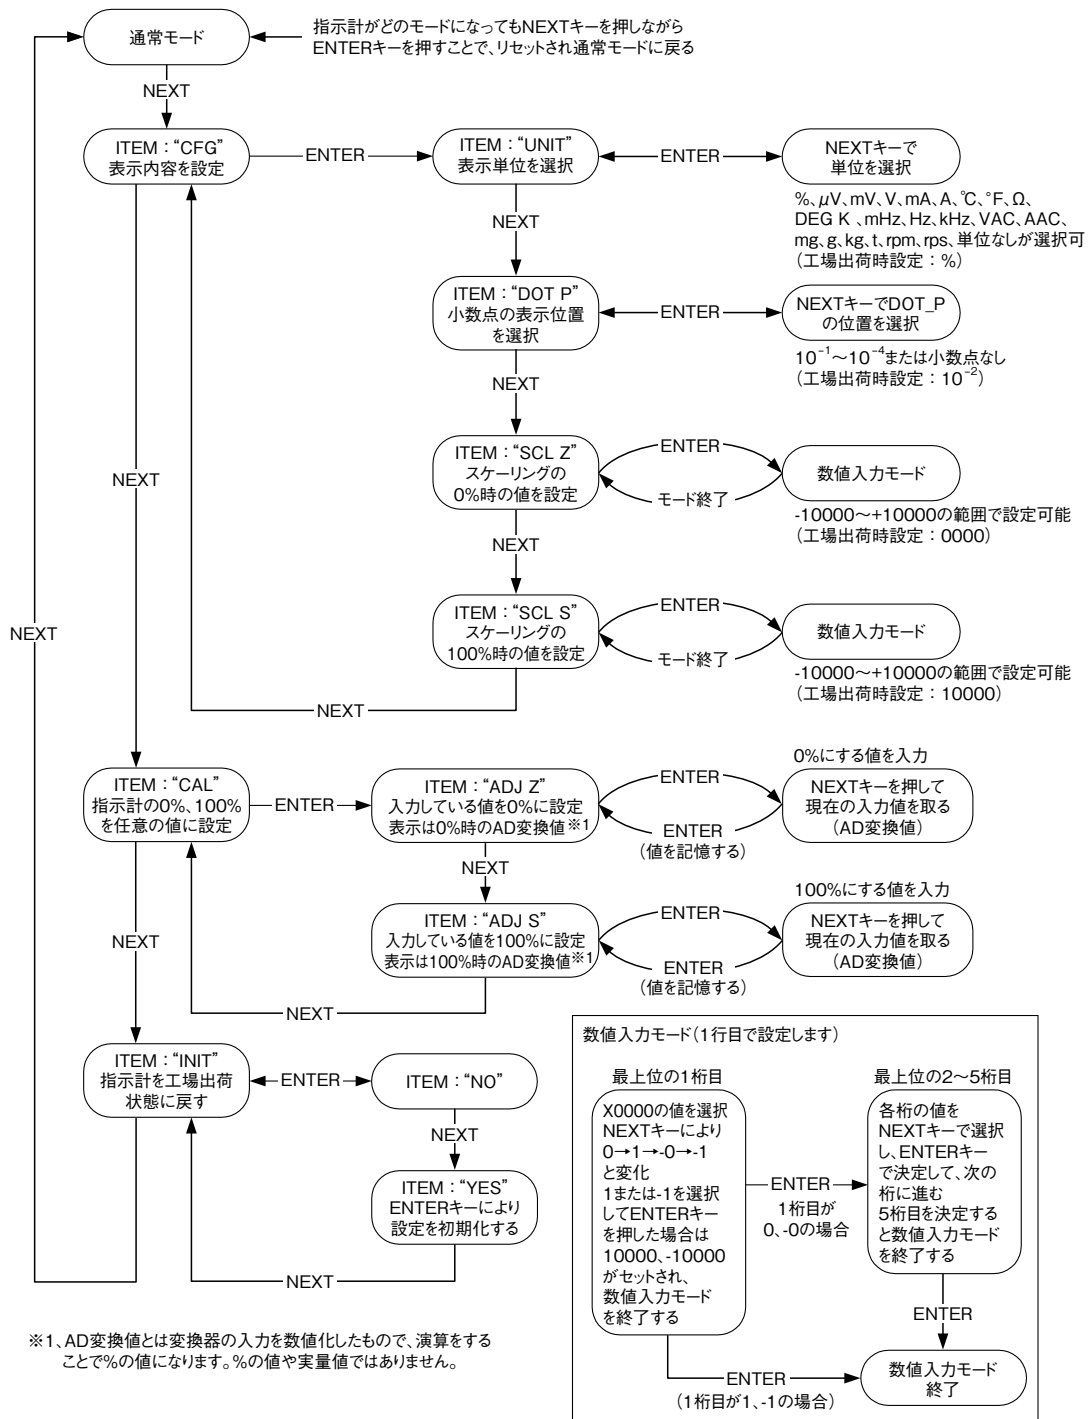 通常モード
指示計がどのモードになってもNEXTキーを押しながら
ENTERキーを押すことで、リセットされ通常モードに戻る
NEXT
ITEM：“CFG”
表示内容を設定
ENTER
ITEM：“UNIT”
表示単位を選択
ENTER
NEXTキーで
単位を選択
%、μV、mV、V、mA、A、℃、°F、Ω、
DEG K 、mHz、Hz、kHz、VAC、AAC、
mg、g、kg、t、rpm、rps、単位なしが選択可
（工場出荷時設定：%）
NEXT
ITEM：“DOT P”
小数点の表示位置
を選択
ENTER
NEXTキーでDOT_P
の位置を選択
10⁻¹～10⁻⁴または小数点なし
（工場出荷時設定：10⁻²）
NEXT
NEXT
ITEM：“SCL Z”
スケーリングの
0%時の値を設定
ENTER
モード終了
数値入力モード
-10000～+10000の範囲で設定可能
（工場出荷時設定：0000）
NEXT
ITEM：“SCL S”
スケーリングの
100%時の値を設定
ENTER
モード終了
数値入力モード
-10000～+10000の範囲で設定可能
（工場出荷時設定：10000）
NEXT
NEXT
ITEM：“CAL”
指示計の0%、100%
を任意の値に設定
ENTER
ITEM：“ADJ Z”
入力している値を0%に設定
表示は0%時のAD変換値※1
ENTER
ENTER
（値を記憶する）
0%にする値を入力
NEXTキーを押して
現在の入力値を取る
（AD変換値）
NEXT
ITEM：“ADJ S”
入力している値を100%に設定
表示は100%時のAD変換値※1
ENTER
ENTER
（値を記憶する）
100%にする値を入力
NEXTキーを押して
現在の入力値を取る
（AD変換値）
NEXT
NEXT
ITEM：“INIT”
指示計を工場出荷
状態に戻す
ENTER
ITEM：“NO”
NEXT
ITEM：“YES”
ENTERキーにより
設定を初期化する
NEXT
数値入力モード（1行目で設定します）
最上位の1桁目
X0000の値を選択
NEXTキーにより
0→1→-0→-1
と変化
1または-1を選択
してENTERキー
を押した場合は
10000、-10000
がセットされ、
数値入力モード
を終了する
ENTER
1桁目が
0、-0の場合
最上位の2～5桁目
各桁の値を
NEXTキーで選択
し、ENTERキー
で決定して、次の
桁に進む
5桁目を決定する
と数値入力モード
を終了する
ENTER
ENTER
（1桁目が1、-1の場合）
数値入力モード
終了
※1、AD変換値とは変換器の入力を数値化したもので、演算をする
ことで%の値になります。%の値や実量値ではありません。